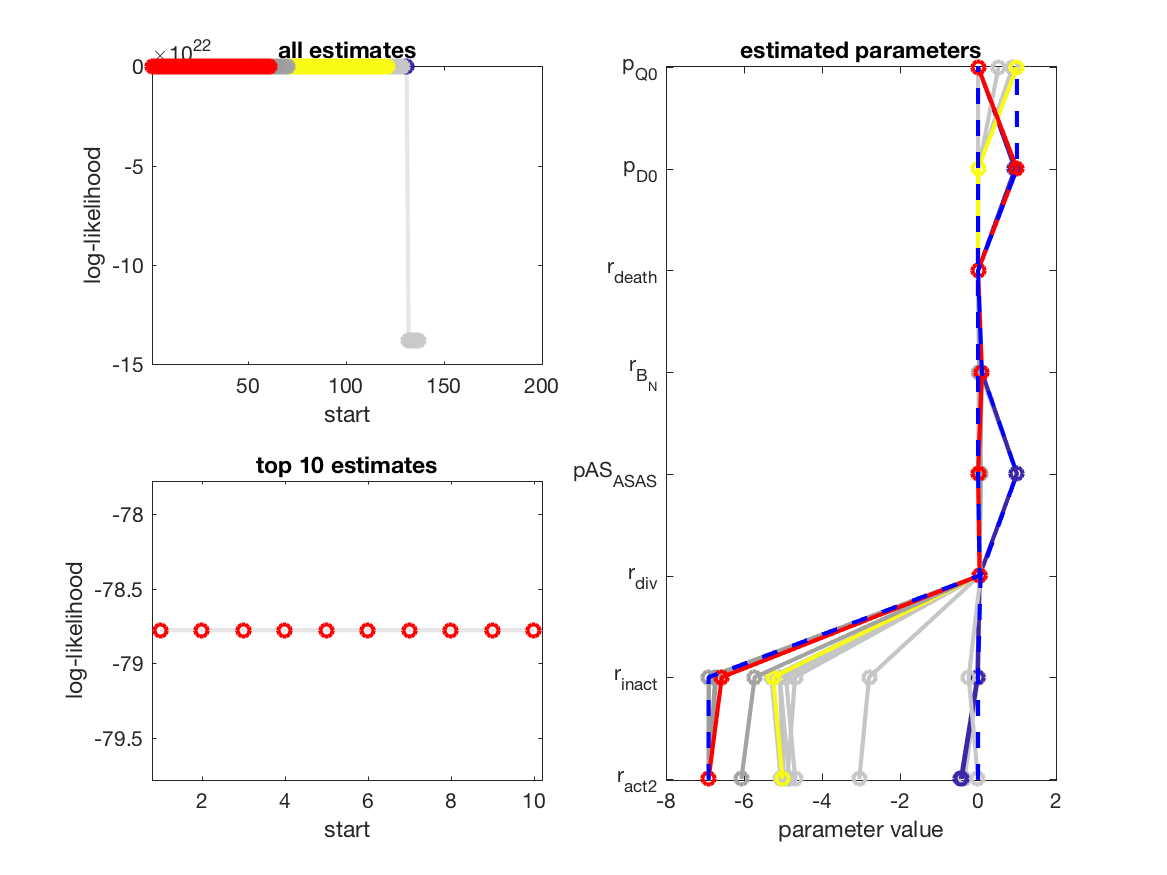 all estimates
×10^22
0
-5
-10
-15
50
100
150
200
log-likelihood
start
top 10 estimates
-78
-78.5
-79
-79.5
2
4
6
8
10
log-likelihood
start
estimated parameters
p_Q0
p_D0
r_death
r_B_N
pAS_ASAS
r_div
r_inact
r_act2
-8
-6
-4
-2
0
2
parameter value